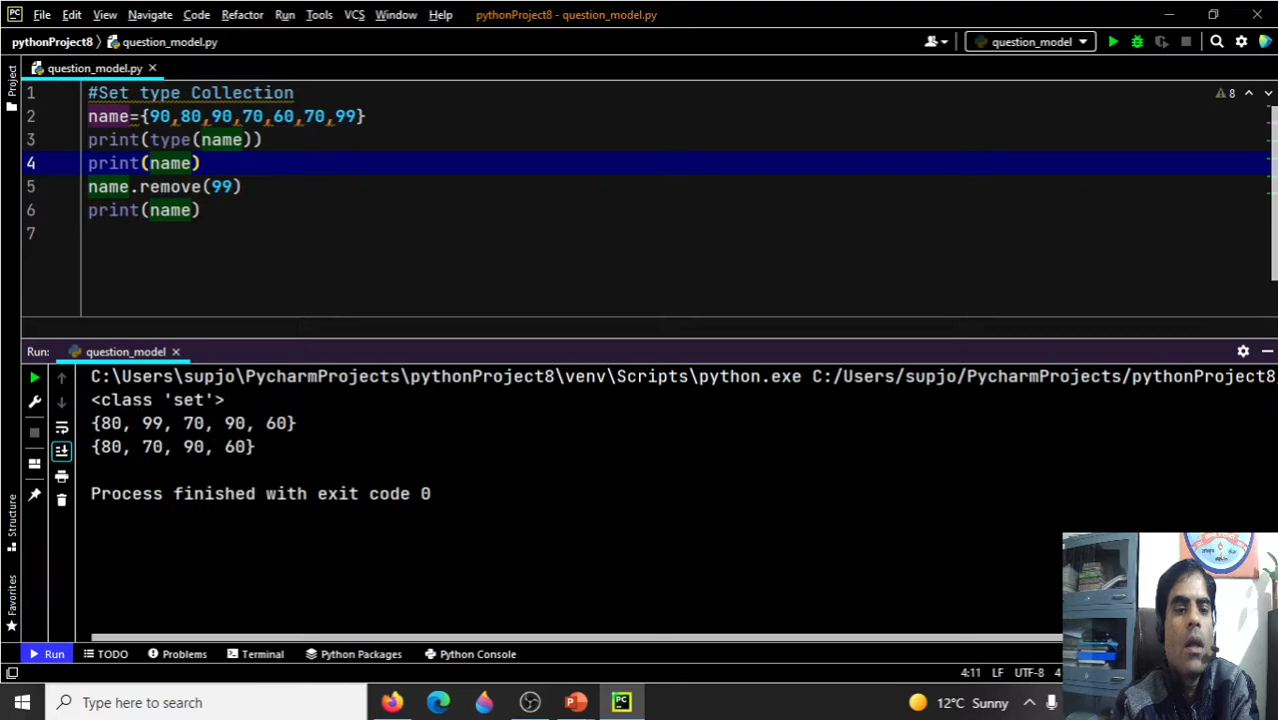 PC File Edit View Navigate Code Refactor Run Tools VCS Window Help pythonProject8 - question_model.py
pythonProject8 question_model.py question_model
Project
question_model.py
1 #Set type Collection 8
2 name={90,80,90,70,60,70,99}
3 print(type(name))
4 print(name)
5 name.remove(99)
6 print(name)
7
Run: question_model
C:\Users\supjo\PycharmProjects\pythonProject8\venv\Scripts\python.exe C:/Users/supjo/PycharmProjects/pythonProject8
<class 'set'>
{80, 99, 70, 90, 60}
{80, 70, 90, 60}
Process finished with exit code 0
Structure
Favorites
Run TODO Problems Terminal Python Packages Python Console
4:11 LF UTF-8 4
Type here to search PC 12°C Sunny